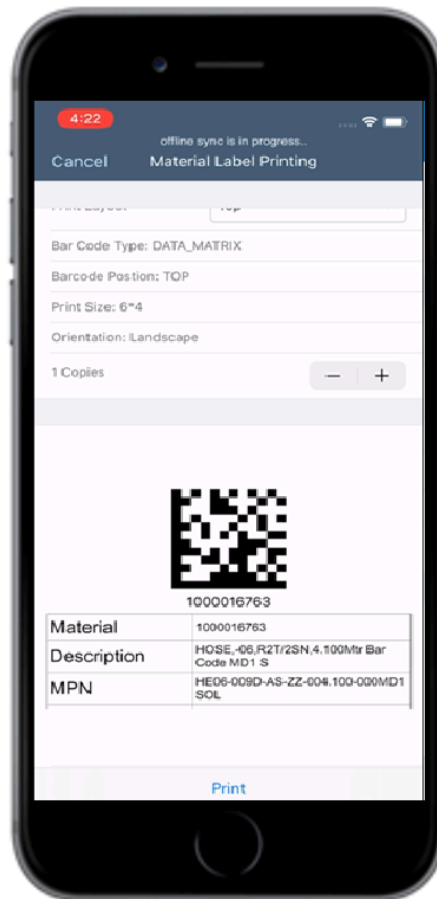 4:22
offline sync is in progress..
Cancel Material Label Printing
Print Layout Top
Bar Code Type: DATA_MATRIX
Barcode Position: TOP
Print Size: 6*4
Orientation: Landscape
1 Copies
1000016763
Material 1000016763
Description HOSE,-06,R2T/2SN,4.100Mtr Bar
Code MD1 S
MPN HE06-009D-AS-ZZ-004.100-000MD1
SOL
Print